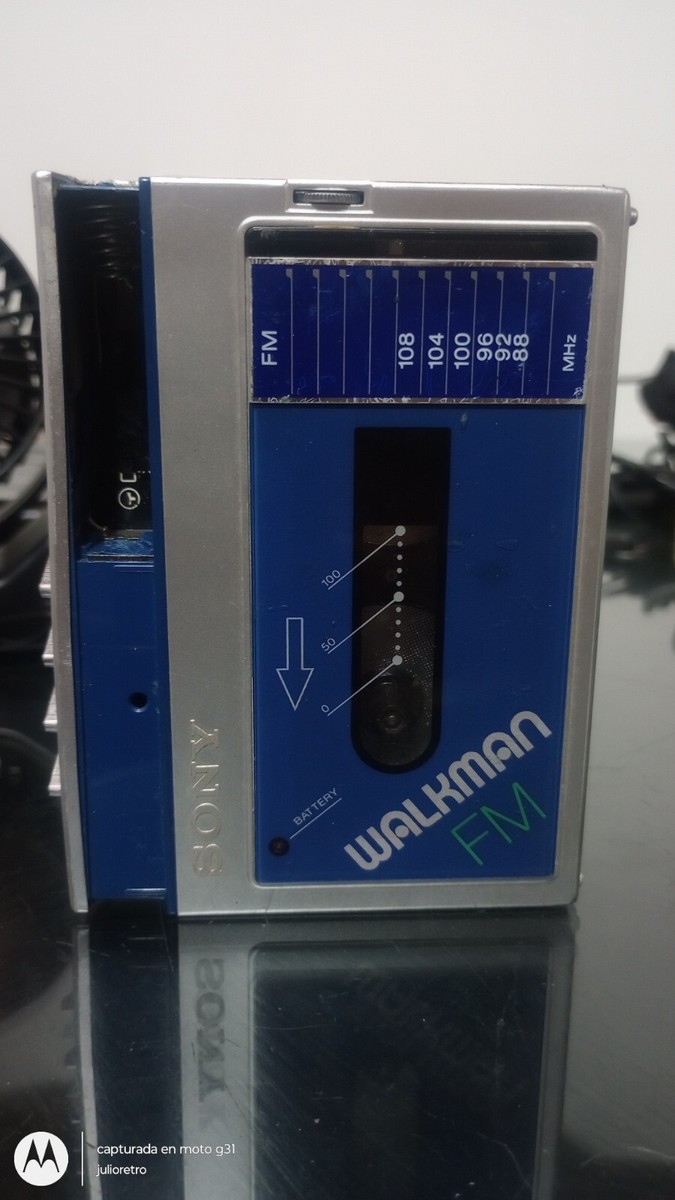 FM
108
104
100
96
92
88
MHz
100
50
0
SONY
BATTERY
WALKMAN
FM
capturada en moto g31
julioretro